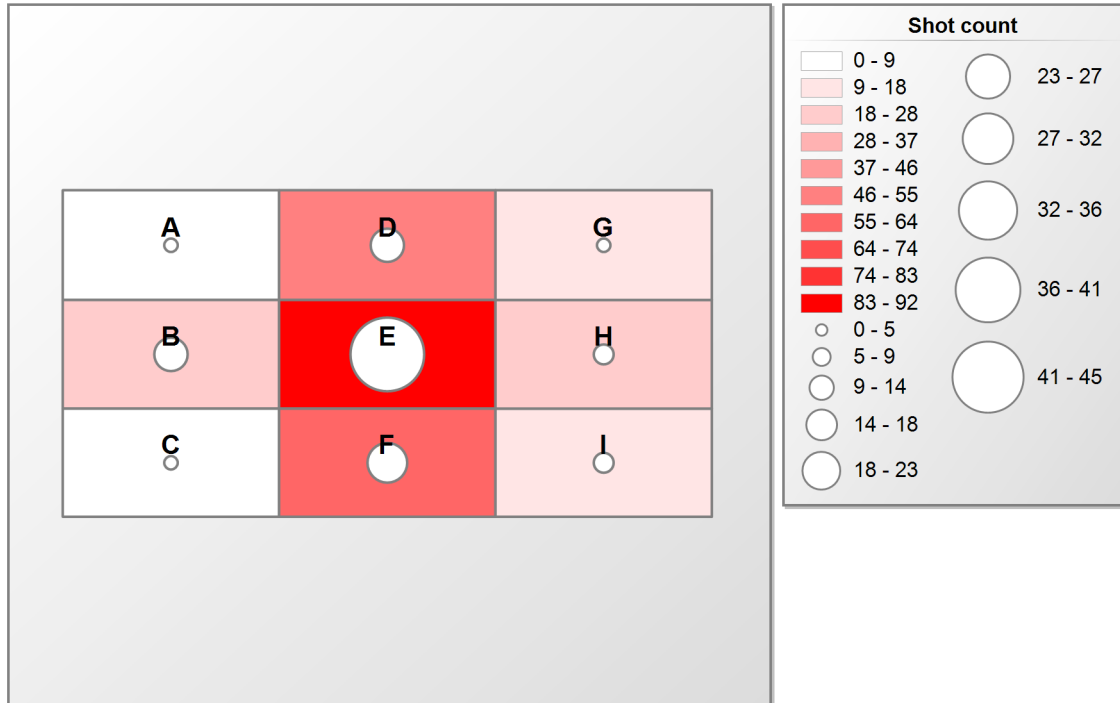 Shot count
0 - 9
9 - 18
18 - 28
28 - 37
37 - 46
46 - 55
55 - 64
64 - 74
74 - 83
83 - 92
0 - 5
5 - 9
9 - 14
14 - 18
18 - 23
23 - 27
27 - 32
32 - 36
36 - 41
41 - 45
A D G
B E H
C F I